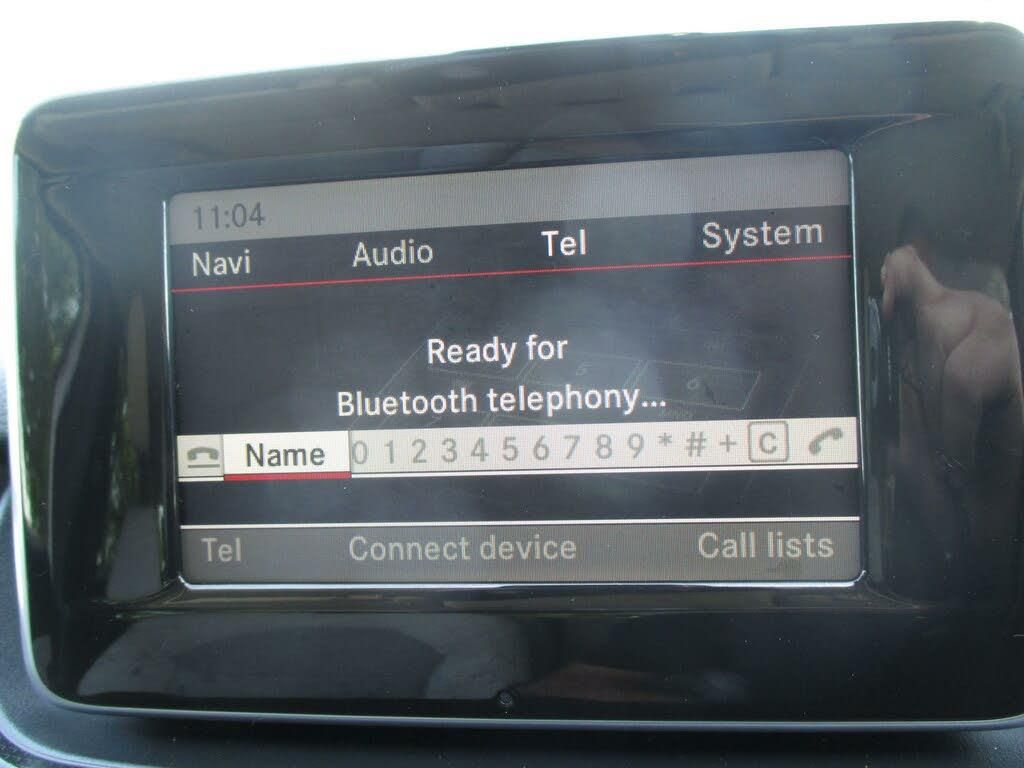 11:04
Navi Audio Tel System
Ready for
Bluetooth telephony...
Name 0 1 2 3 4 5 6 7 8 9 * # + C
Tel Connect device Call lists